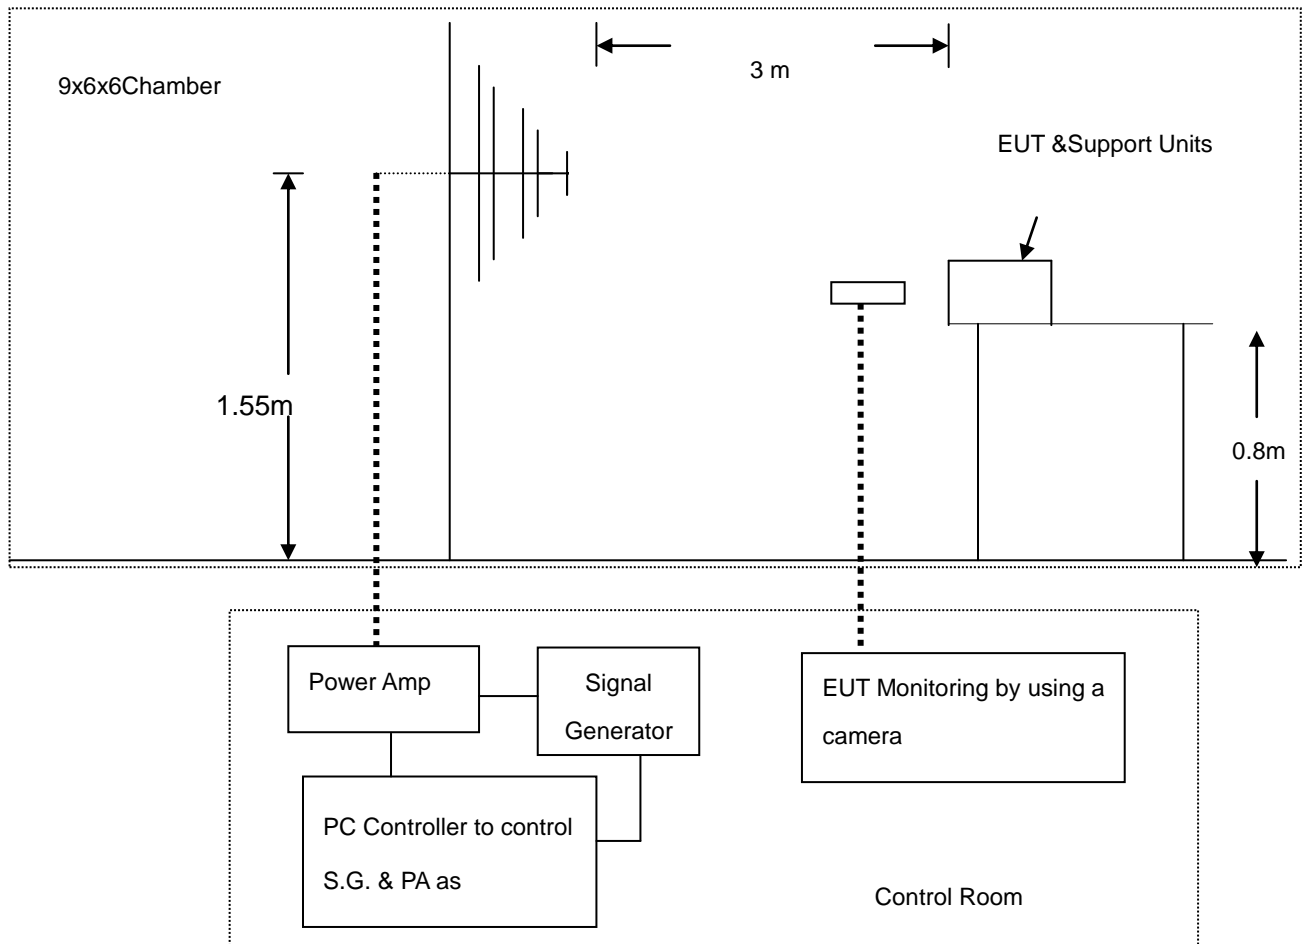 9x6x6Chamber
3 m
EUT &Support Units
1.55m
0.8m
Power Amp
Signal
Generator
EUT Monitoring by using a
camera
PC Controller to control
S.G. & PA as
Control Room